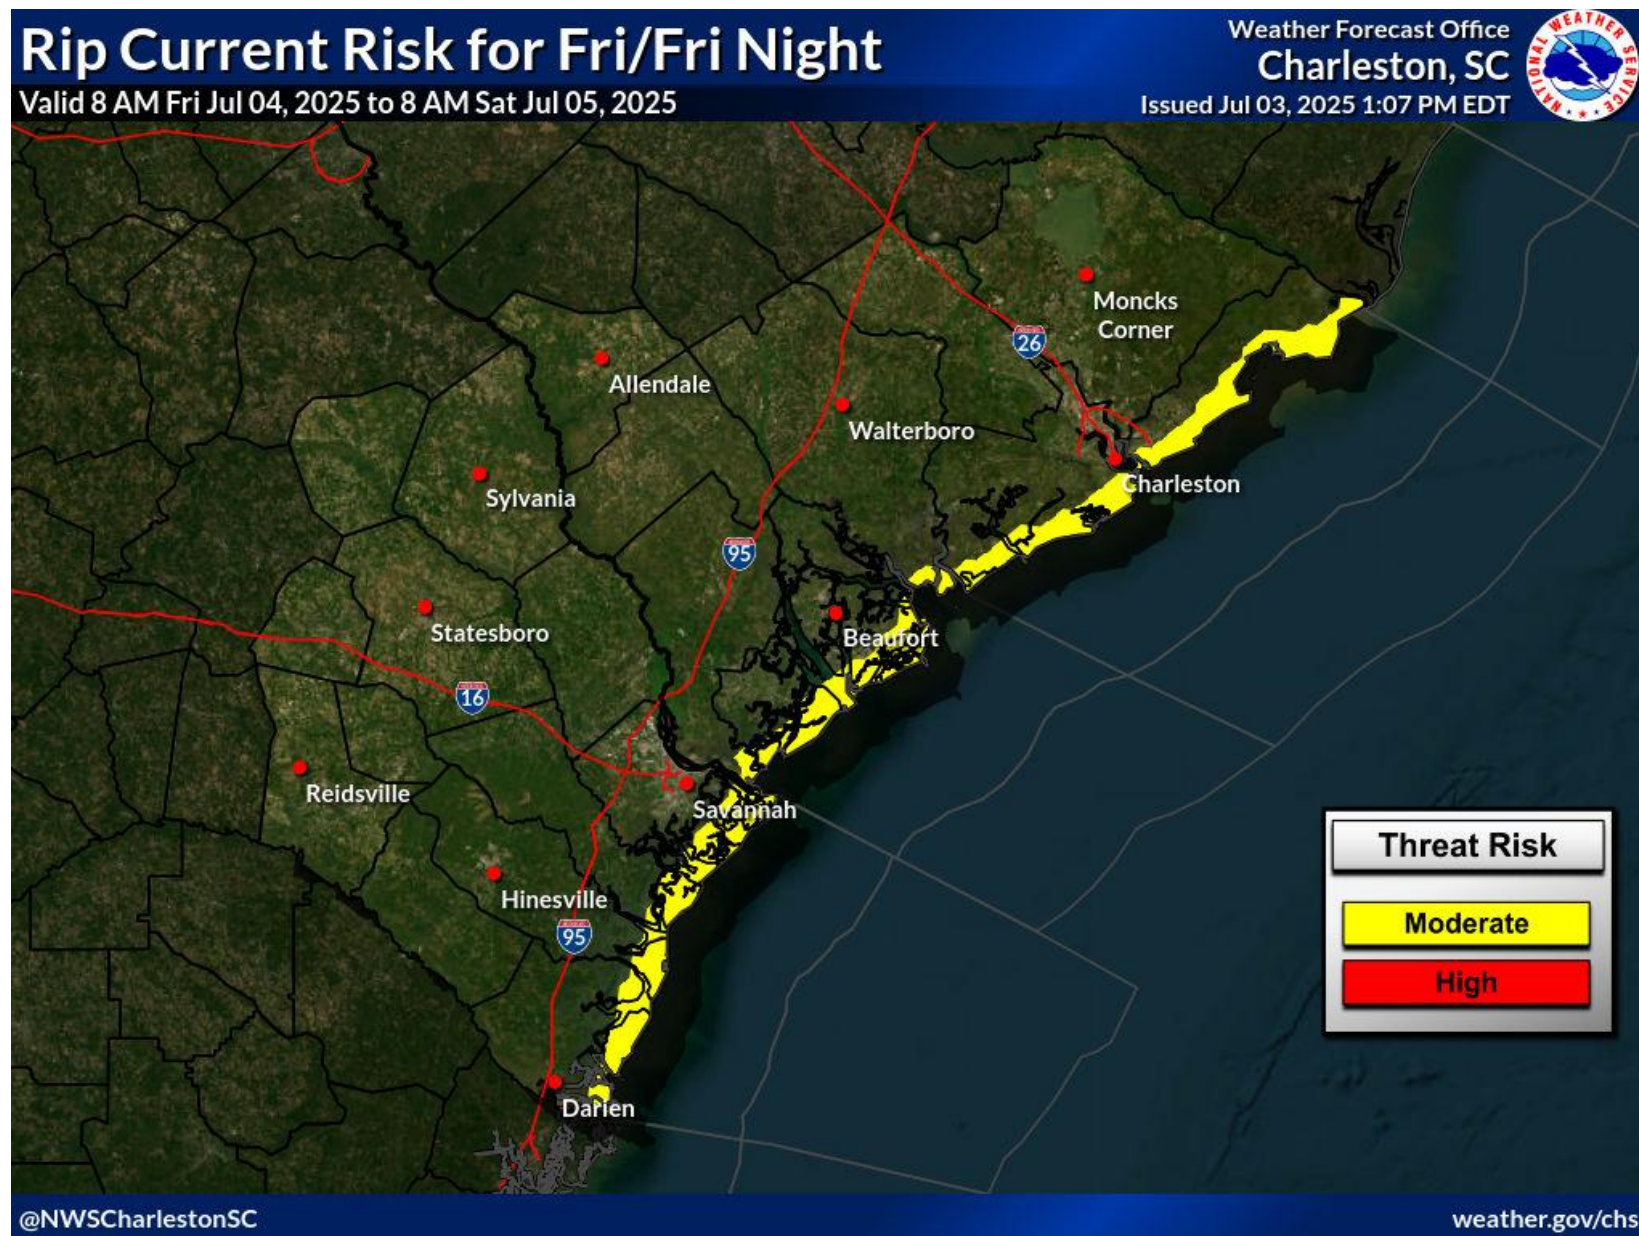 Rip Current Risk for Fri/Fri Night
Valid 8 AM Fri Jul 04, 2025 to 8 AM Sat Jul 05, 2025
Weather Forecast Office
Charleston, SC
Issued Jul 03, 2025 1:07 PM EDT
NATIONAL WEATHER SERVICE
Moncks
Corner
26
Allendale
Walterboro
Charleston
Sylvania
95
Statesboro
Beaufort
16
Reidsville
Savannah
Hinesville
95
Darien
Threat Risk
Moderate
High
@NWSCharlestonSC
weather.gov/chs